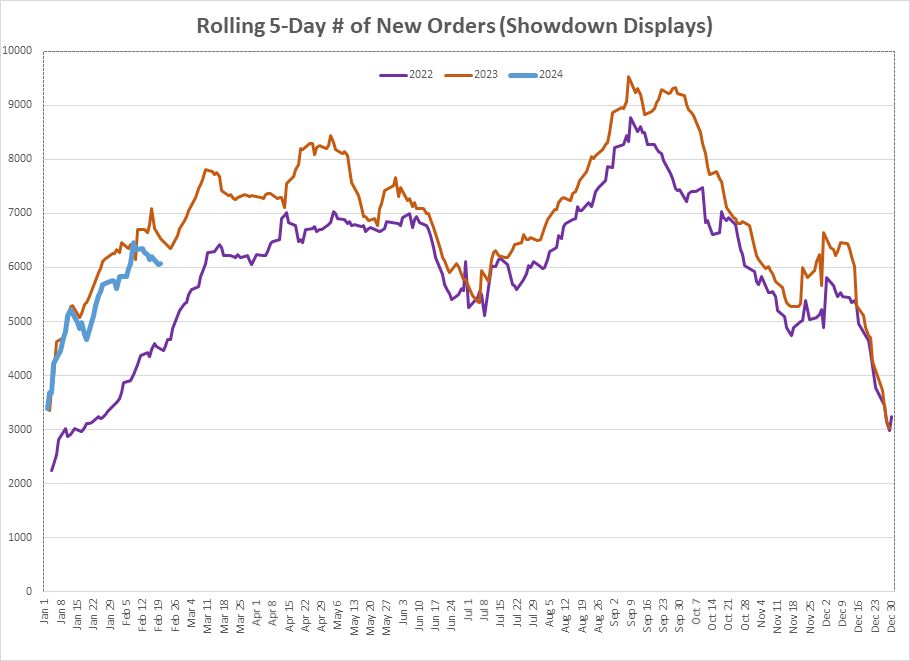 Rolling 5-Day # of New Orders (Showdown Displays)
2022 2023 2024
10000
9000
8000
7000
6000
5000
4000
3000
2000
1000
0
Jan 1
Jan 8
Jan 15
Jan 22
Jan 29
Feb 5
Feb 12
Feb 19
Feb 26
Mar 4
Mar 11
Mar 18
Mar 25
Apr 1
Apr 8
Apr 15
Apr 22
Apr 29
May 6
May 13
May 20
May 27
Jun 3
Jun 10
Jun 17
Jun 24
Jul 1
Jul 8
Jul 15
Jul 22
Jul 29
Aug 5
Aug 12
Aug 19
Aug 26
Sep 2
Sep 9
Sep 16
Sep 23
Sep 30
Oct 7
Oct 14
Oct 21
Oct 28
Nov 4
Nov 11
Nov 18
Nov 25
Dec 2
Dec 9
Dec 16
Dec 23
Dec 30